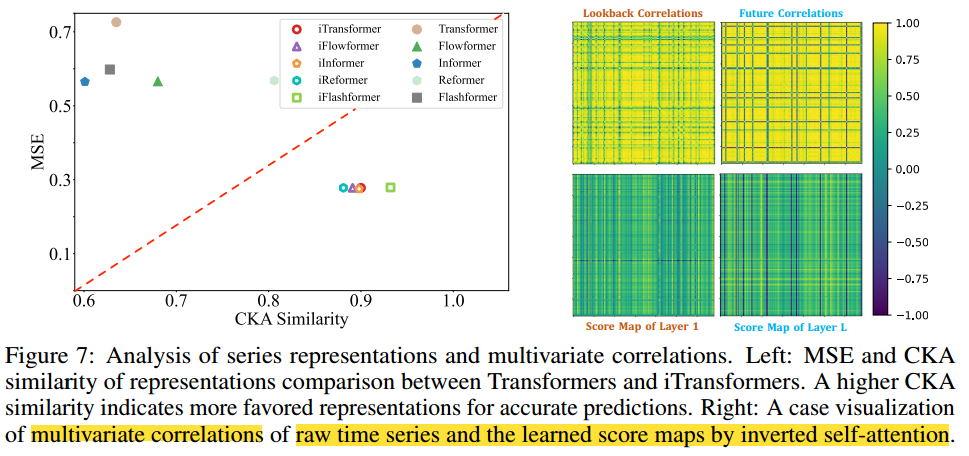 0.7
0.5
0.3
0.1
MSE
0.6 0.7 0.8 0.9 1.0
CKA Similarity
iTransformer Transformer
iFlowformer Flowformer
iInformer Informer
iReformer Reformer
iFlashformer Flashformer
Lookback Correlations
Future Correlations
Score Map of Layer 1
Score Map of Layer L
1.00
0.75
0.50
0.25
0.00
−0.25
−0.50
−0.75
−1.00
Figure 7: Analysis of series representations and multivariate correlations. Left: MSE and CKA
similarity of representations comparison between Transformers and iTransformers. A higher CKA
similarity indicates more favored representations for accurate predictions. Right: A case visualization
of multivariate correlations of raw time series and the learned score maps by inverted self-attention.